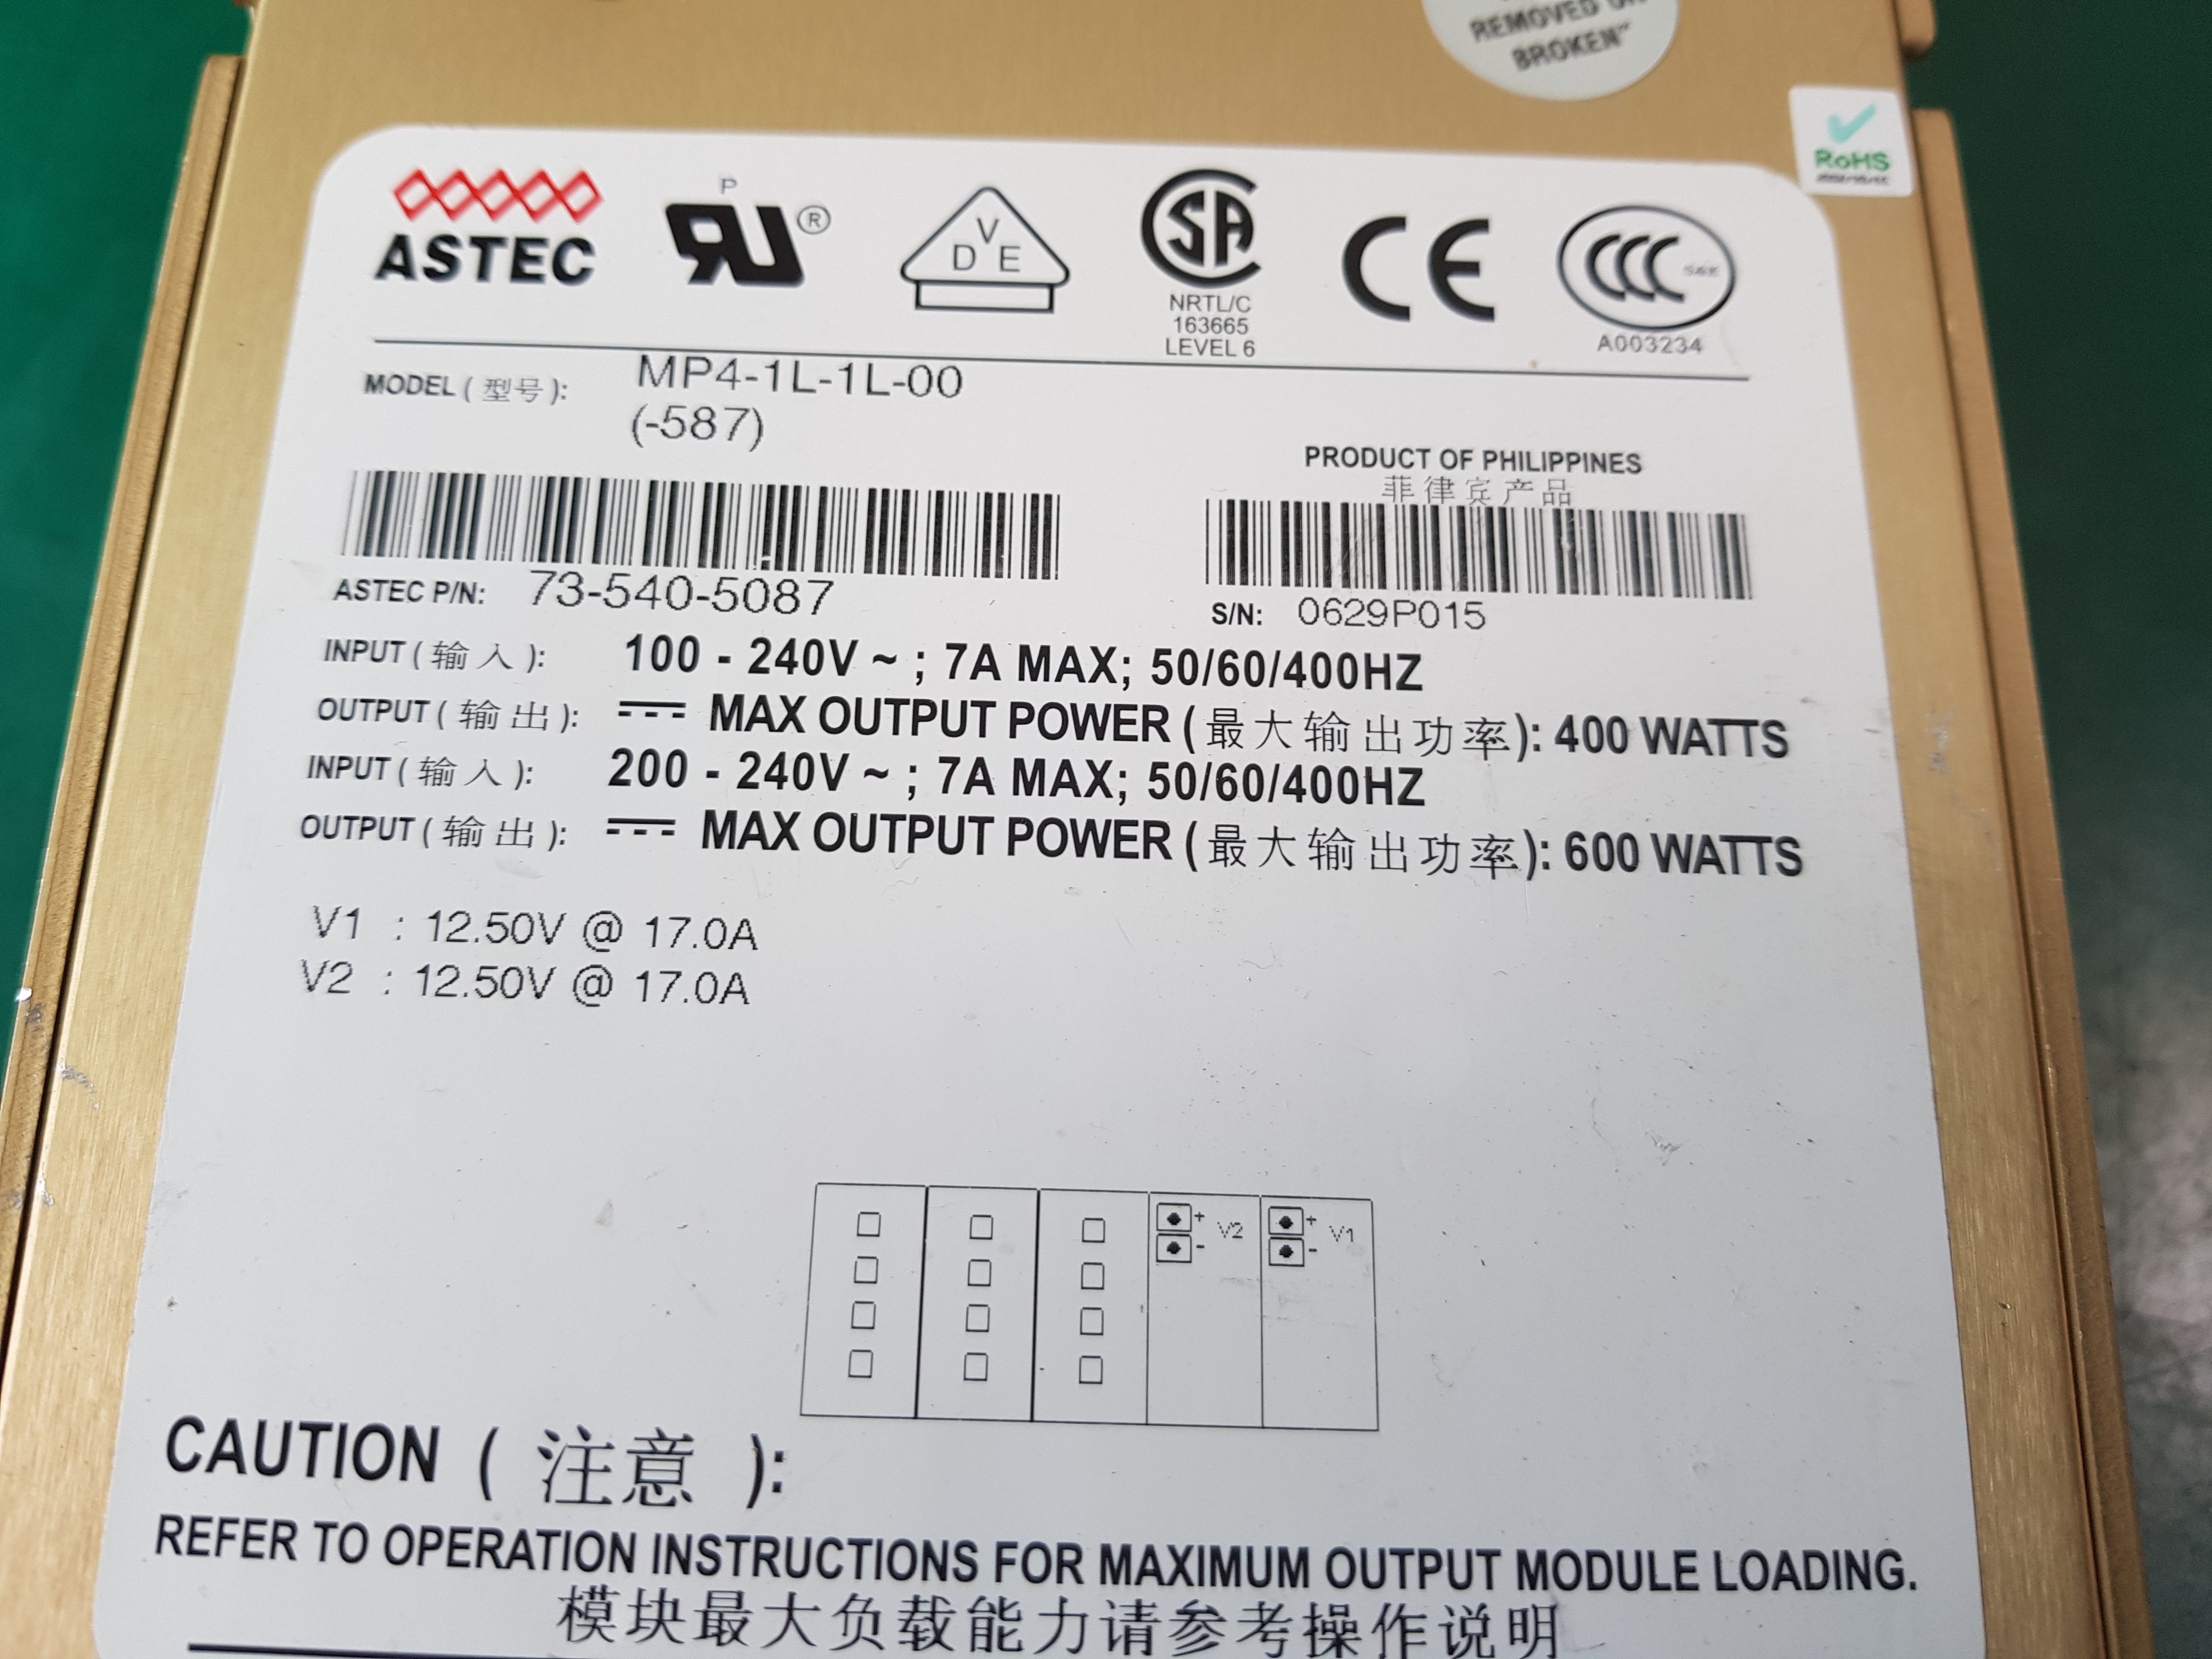 REMOVED OR
BROKEN"
RoHS
ASTEC
P
RU ®
V
D E
SA
NRTL/C
163665
LEVEL 6
CE
CCC S&E
A003234
MODEL ( 型号 ): MP4-1L-1L-00
(-587)
PRODUCT OF PHILIPPINES
菲律宾产品
ASTEC P/N: 73-540-5087
S/N: 0629P015
INPUT ( 输入 ): 100 - 240V ~ ; 7A MAX; 50/60/400HZ
OUTPUT ( 输出 ): MAX OUTPUT POWER ( 最大输出功率 ): 400 WATTS
INPUT ( 输入 ): 200 - 240V ~ ; 7A MAX; 50/60/400HZ
OUTPUT ( 输出 ): MAX OUTPUT POWER ( 最大输出功率 ): 600 WATTS
V1 : 12.50V @ 17.0A
V2 : 12.50V @ 17.0A
+ V2 + V1
- -
CAUTION ( 注意 ):
REFER TO OPERATION INSTRUCTIONS FOR MAXIMUM OUTPUT MODULE LOADING.
模块最大负载能力请参考操作说明